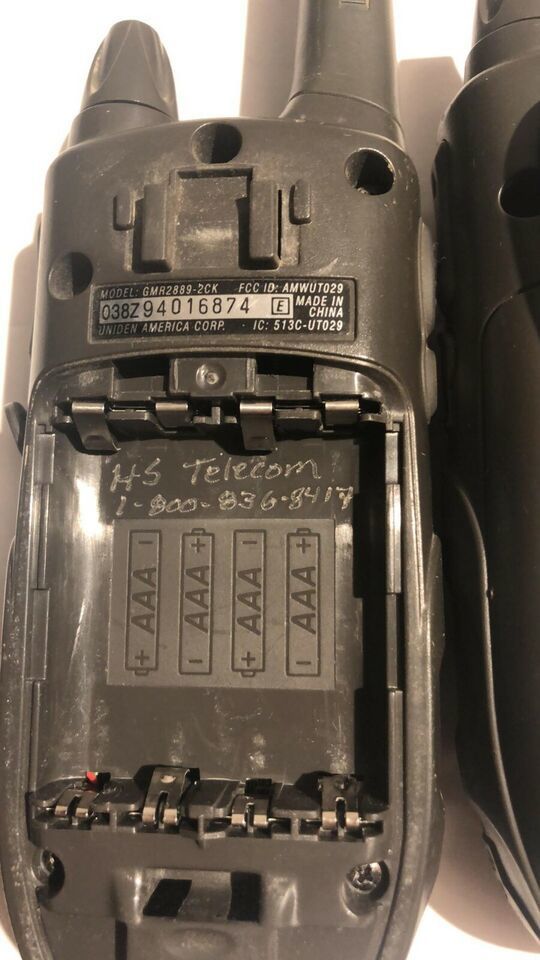 MODEL: GMR2889-2CK FCC ID: AMWUT029
038Z94016874 E MADE IN CHINA
UNIDEN AMERICA CORP. · IC: 513C-UT029
HS Telecom
1-800-836-8417
- + - +
AAA AAA AAA AAA
+ - + -